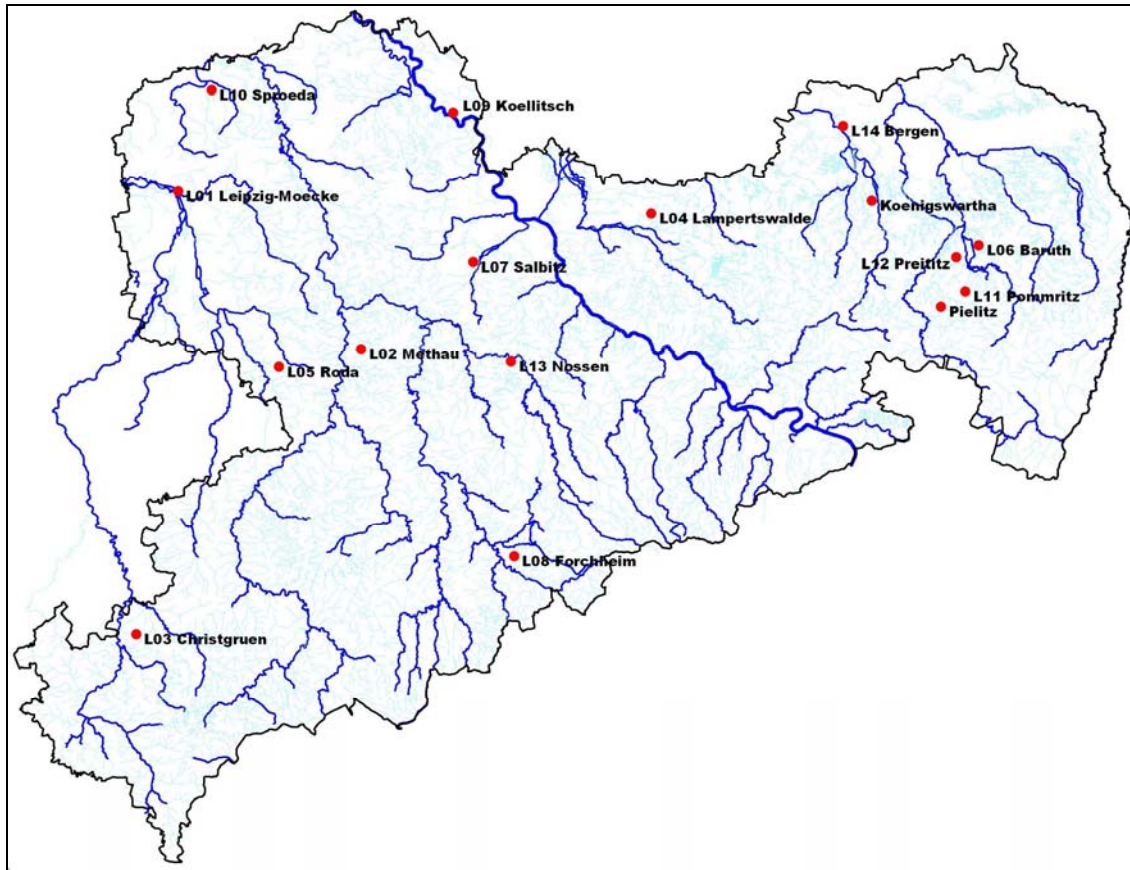 L10 Sproeda
L09 Koellitsch
L14 Bergen
L01 Leipzig-Moecke
Koenigswartha
L04 Lampertswalde
L06 Baruth
L12 Preititz
L07 Salbitz
L11 Pommritz
Pielitz
L02 Methau
L13 Nossen
L05 Roda
L08 Forchheim
L03 Christgruen